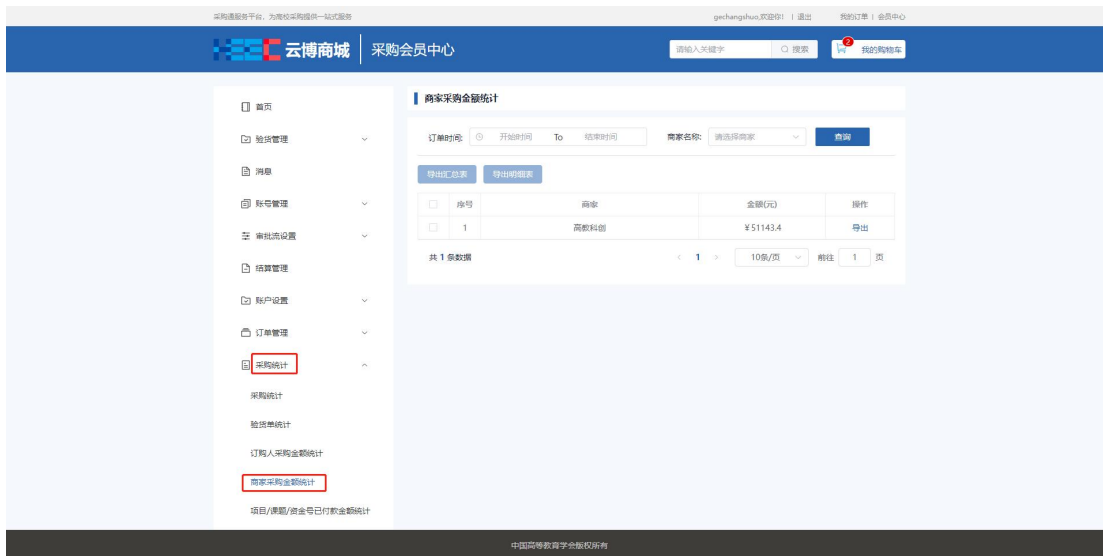 采购通服务平台，为高校采购提供一站式服务 gechangshuo,欢迎你！ | 退出 我的订单 | 会员中心
HEEC 云博商城 采购会员中心 请输入关键字 搜索 2 我的购物车
首页
验货管理
消息
账号管理
审批流设置
结算管理
账户设置
订单管理
采购统计
采购统计
验货单统计
订购人采购金额统计
商家采购金额统计
项目/课题/资金号已付款金额统计
商家采购金额统计
订单时间: 开始时间 To 结束时间 商家名称: 请选择商家 查询
导出汇总表 导出明细表
序号 商家 金额(元) 操作
1 高教科创 ¥51143.4 导出
共 1 条数据 < 1 > 10条/页 前往 1 页
中国高等教育学会版权所有